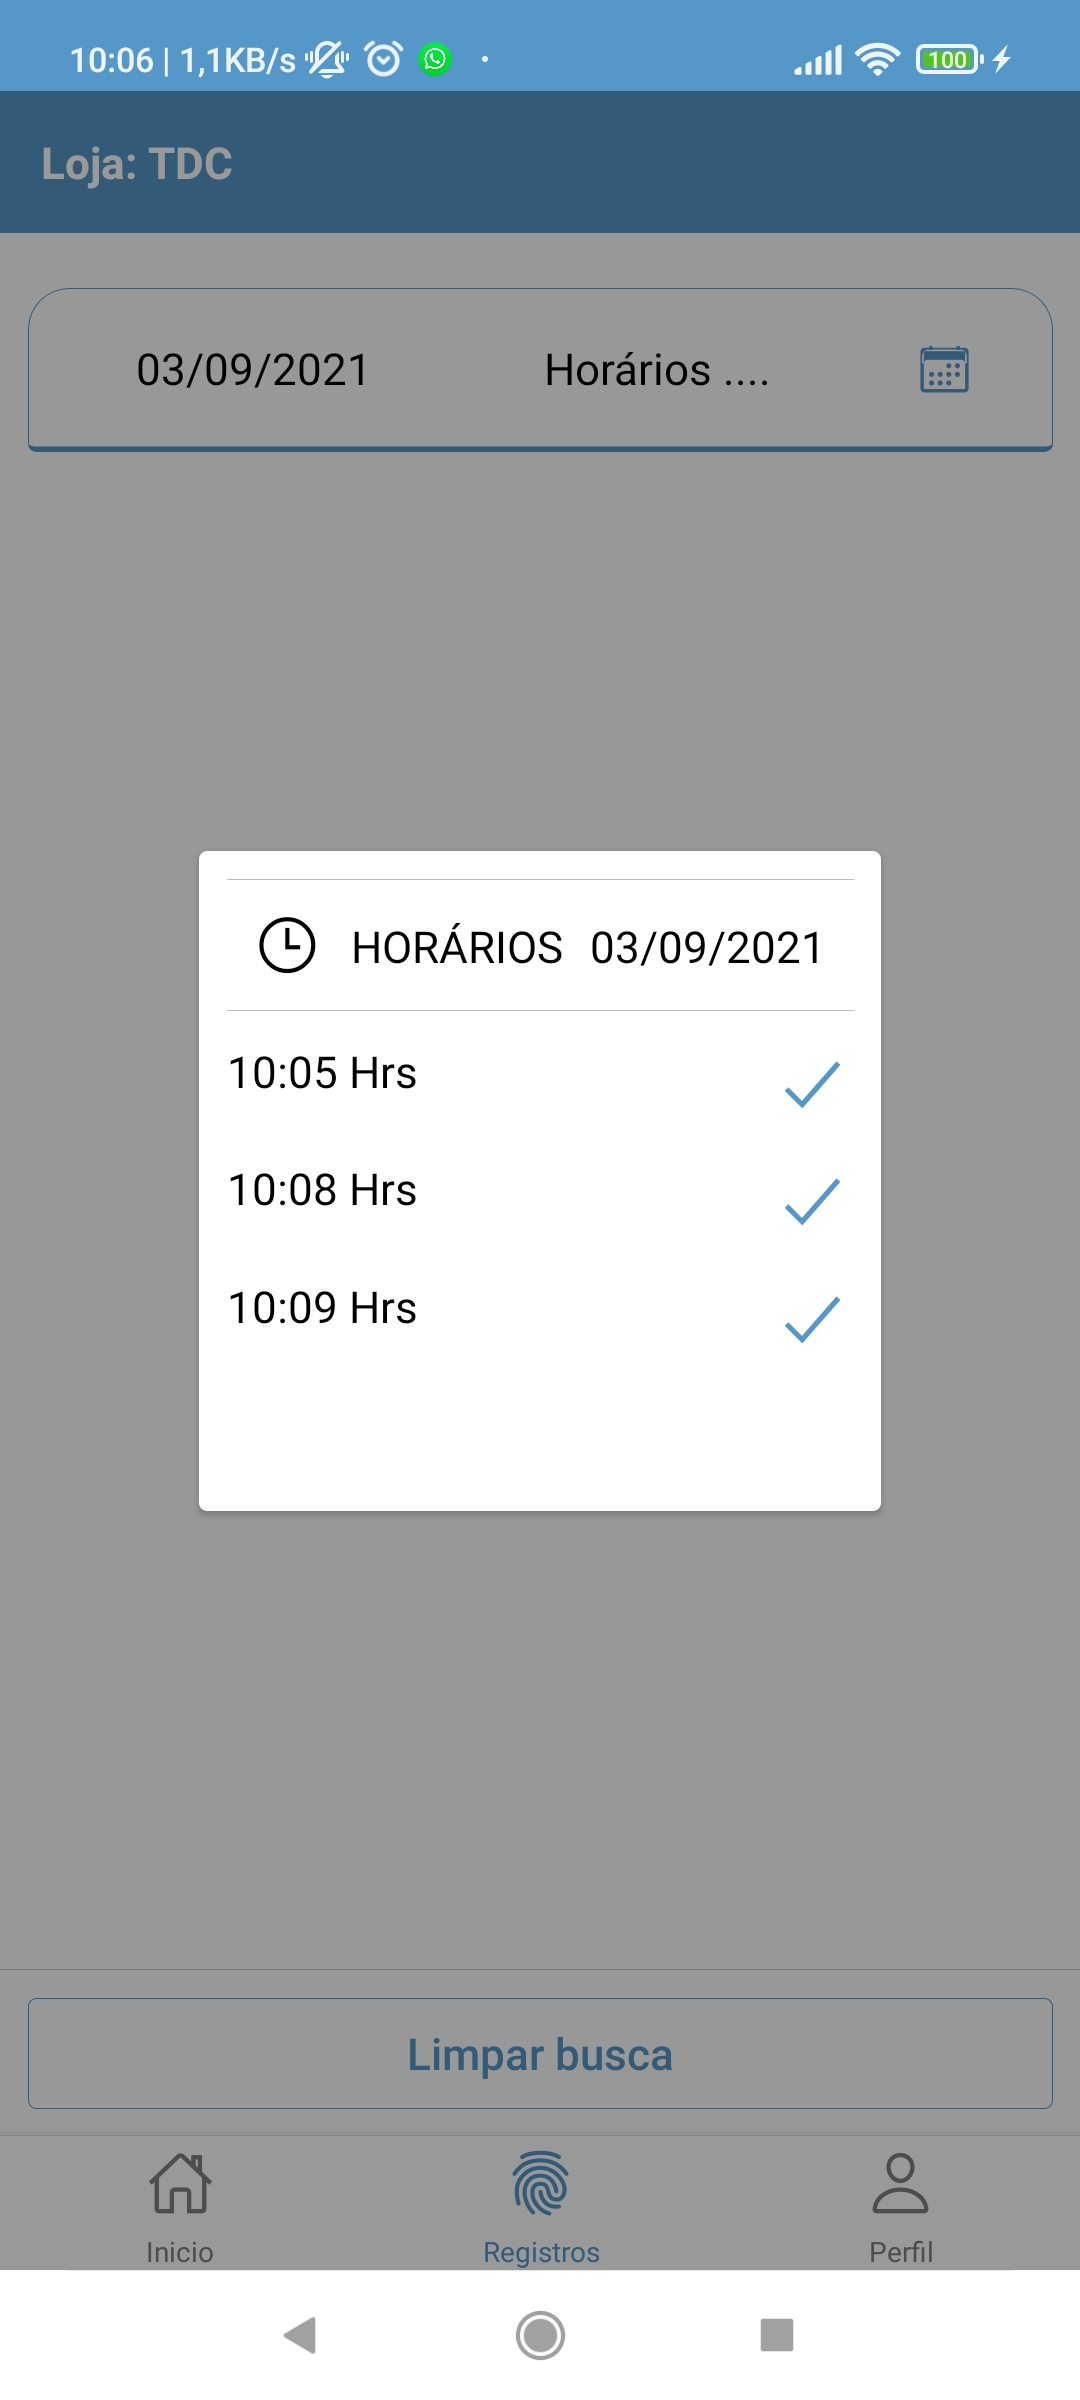 10:06 | 1,1KB/s
100
Loja: TDC
03/09/2021 Horários ....
HORÁRIOS 03/09/2021
10:05 Hrs
10:08 Hrs
10:09 Hrs
Limpar busca
Inicio Registros Perfil